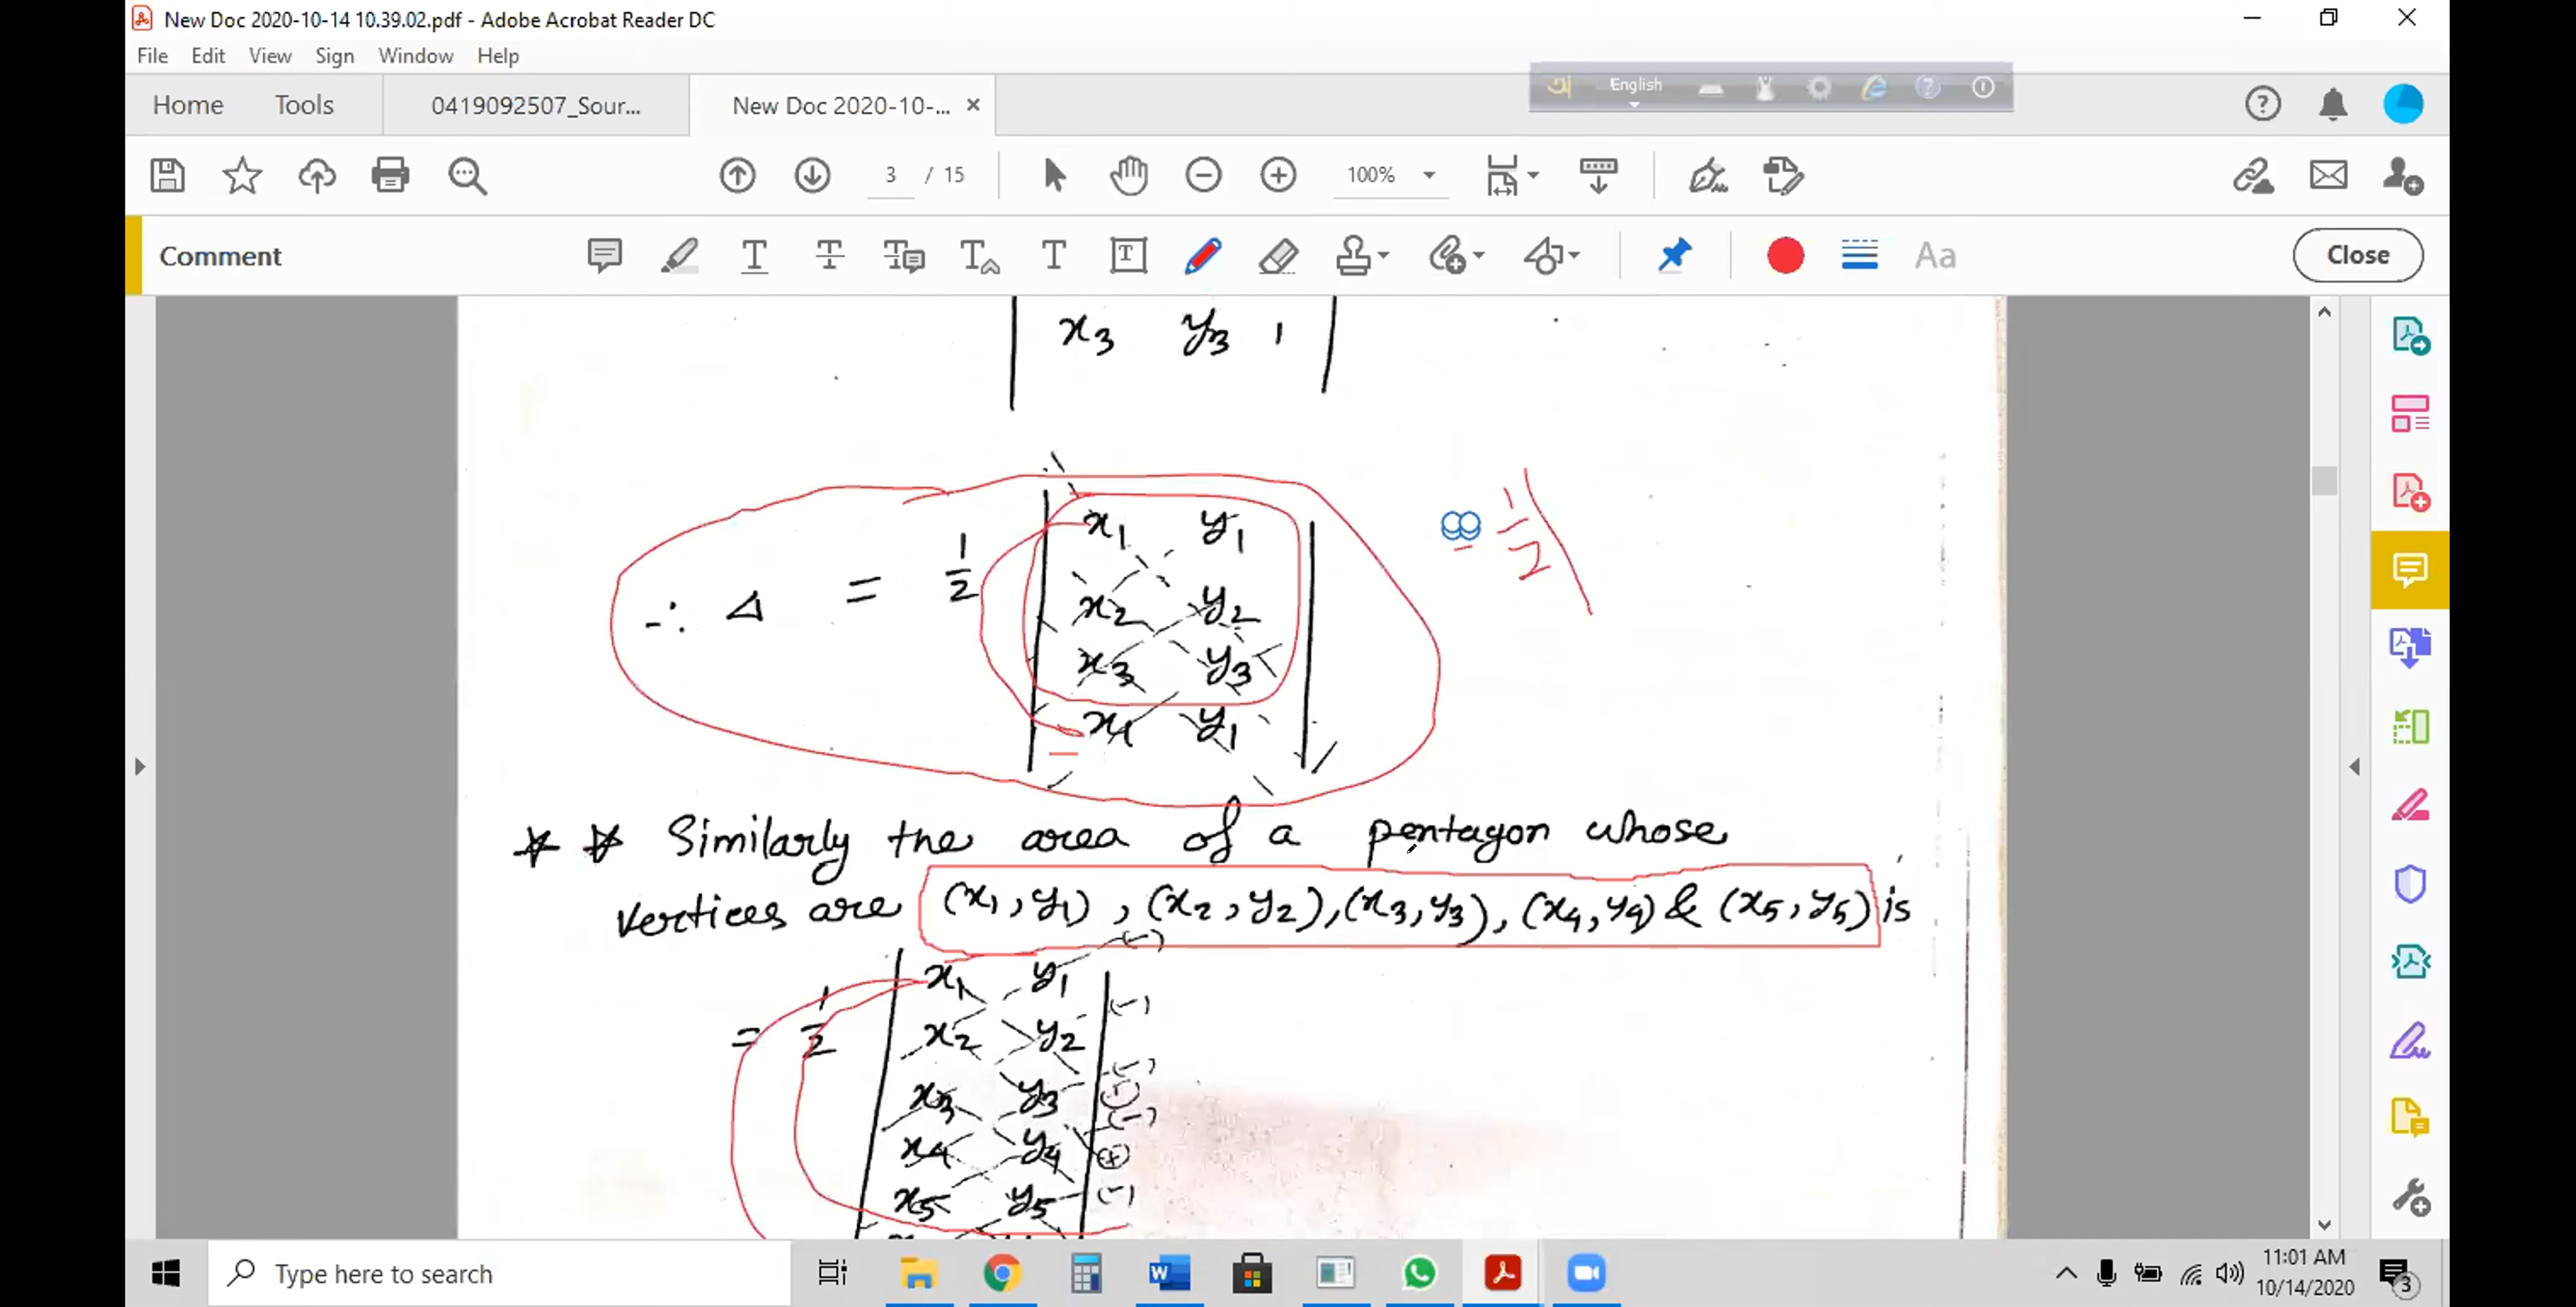 New Doc 2020-10-14 10.39.02.pdf - Adobe Acrobat Reader DC
File Edit View Sign Window Help
Home Tools 0419092507_Sour... New Doc 2020-10-...
English
3 / 15 100%
Comment Close
x3 y3 1
∴ Δ = 1/2
x1 y1
x2 y2
x3 y3
x1 y1
1/2
Similarly the area of a pentagon whose
vertices are (x1, y1), (x2, y2), (x3, y3), (x4, y4) & (x5, y5) is
= 1/2
x1 y1 (-)
x2 y2 (-)
x3 y3 (-)
(+)
(-)
x4 y4 (+)
x5 y5 (-)
Type here to search
11:01 AM
10/14/2020
3